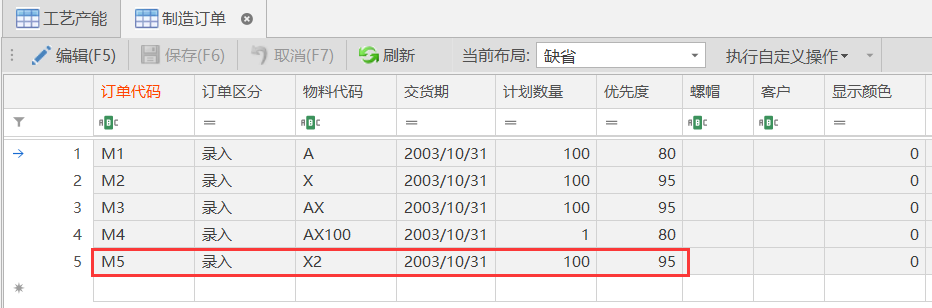 工艺产能 制造订单
编辑(F5) 保存(F6) 取消(F7) 刷新 当前布局: 缺省 执行自定义操作
订单代码 订单区分 物料代码 交货期 计划数量 优先度 螺帽 客户 显示颜色
ABC = ABC = = = ABC ABC =
1 M1 录入 A 2003/10/31 100 80 0
2 M2 录入 X 2003/10/31 100 95 0
3 M3 录入 AX 2003/10/31 100 95 0
4 M4 录入 AX100 2003/10/31 1 80 0
5 M5 录入 X2 2003/10/31 100 95 0